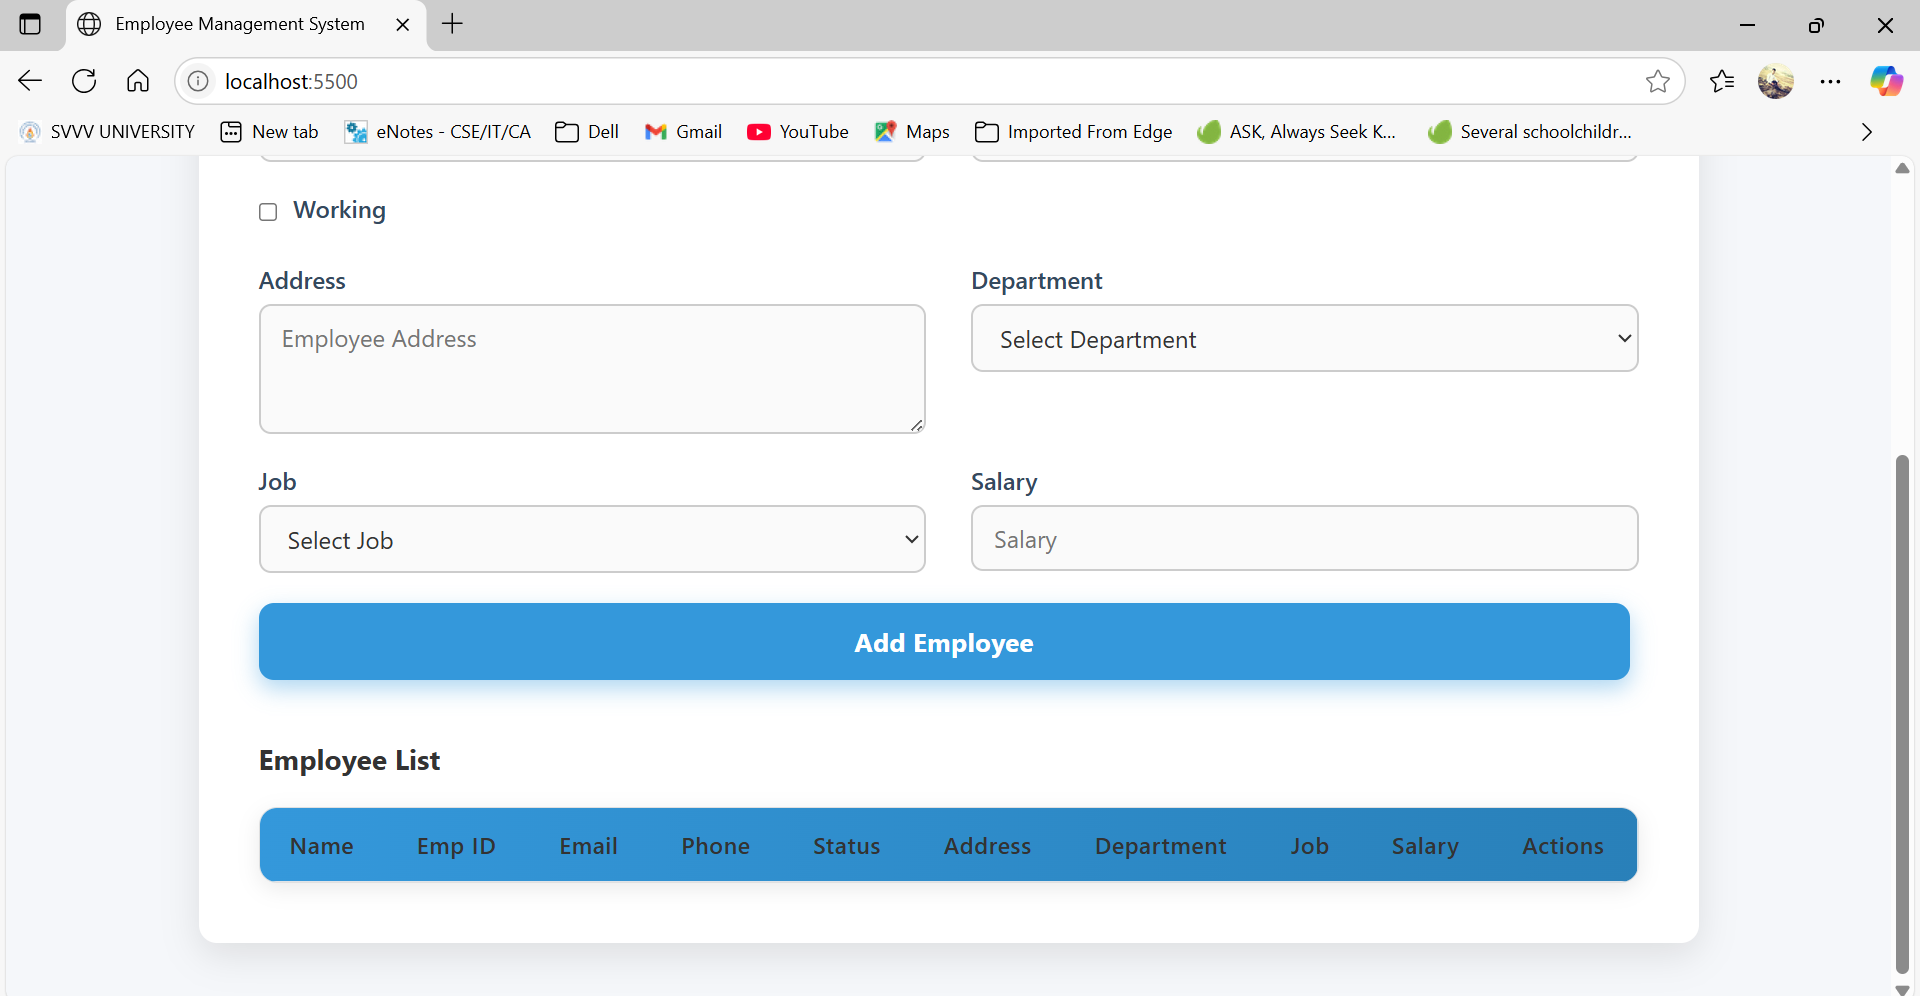 Employee Management System
localhost:5500
SVVV UNIVERSITY New tab eNotes - CSE/IT/CA Dell Gmail YouTube Maps Imported From Edge ASK, Always Seek K... Several schoolchildr...
Working
Address Department
Employee Address Select Department
Job Salary
Select Job Salary
Add Employee
Employee List
Name Emp ID Email Phone Status Address Department Job Salary Actions